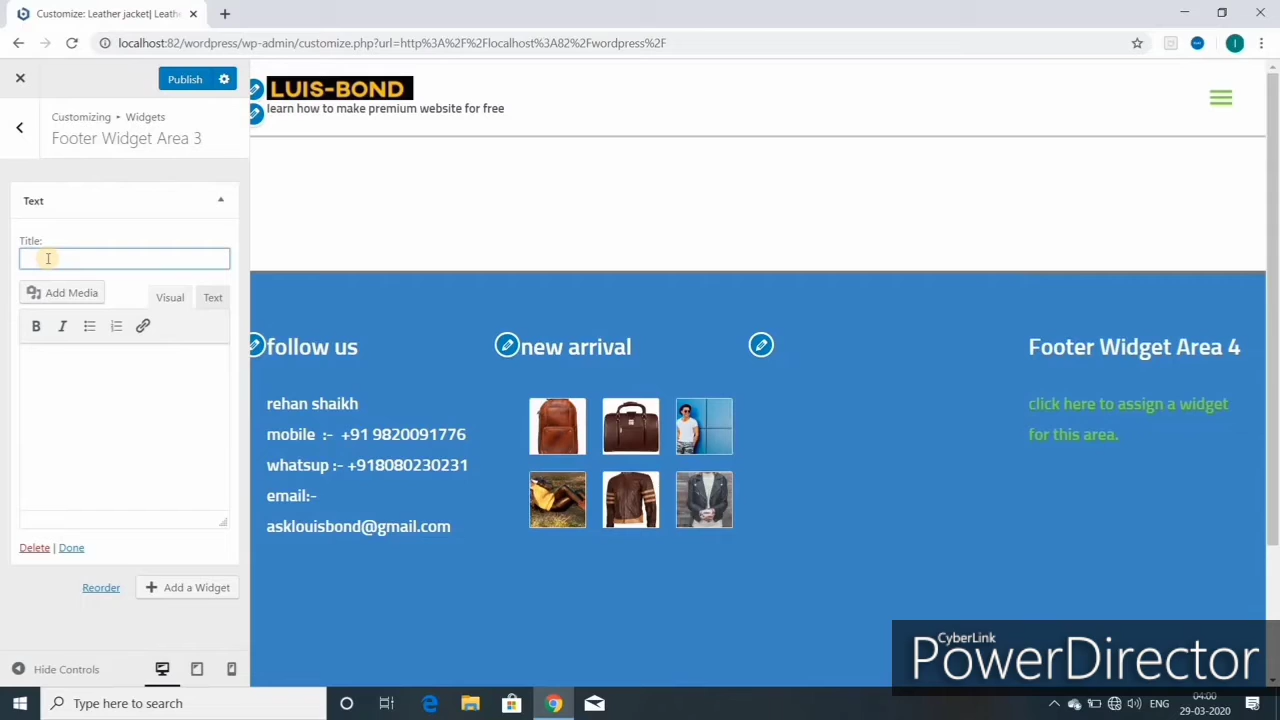 Customize: Leather jacket| Leathe
localhost:82/wordpress/wp-admin/customize.php?url=http%3A%2F%2Flocalhost%3A82%2Fwordpress%2F
Publish
Customizing ▸ Widgets
Footer Widget Area 3
Text
Title:
Add Media
Visual
Text
B I
Delete | Done
Reorder
Add a Widget
Hide Controls
LUIS-BOND
learn how to make premium website for free
follow us
rehan shaikh
mobile :- +91 9820091776
whatsup :- +918080230231
email:-
asklouisbond@gmail.com
new arrival
Footer Widget Area 4
click here to assign a widget
for this area.
CyberLink
PowerDirector
Type here to search
ENG
04:00
29-03-2020